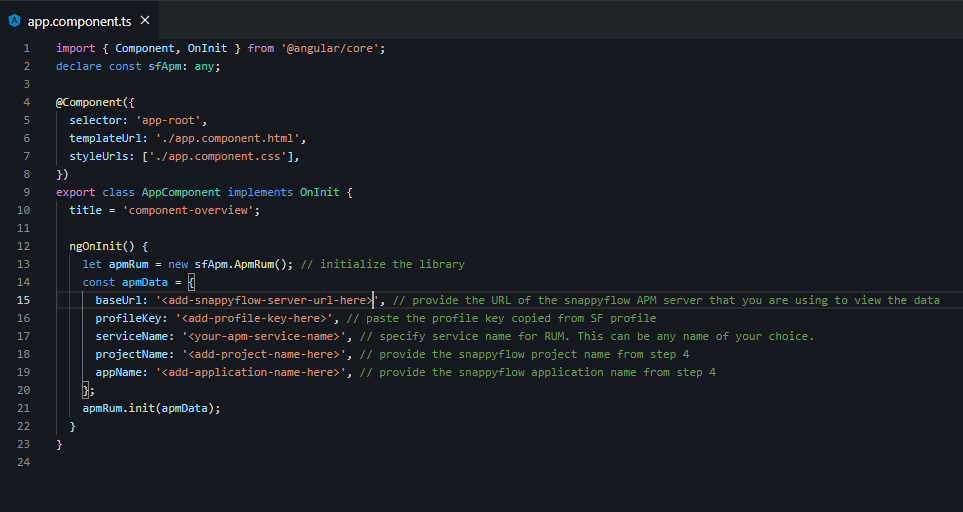 app.component.ts ×
1 import { Component, OnInit } from '@angular/core';
2 declare const sfApm: any;
3
4 @Component({
5   selector: 'app-root',
6   templateUrl: './app.component.html',
7   styleUrls: ['./app.component.css'],
8 })
9 export class AppComponent implements OnInit {
10   title = 'component-overview';
11
12   ngOnInit() {
13     let apmRum = new sfApm.ApmRum(); // initialize the library
14     const apmData = {
15       baseUrl: '<add-snappyflow-server-url-here>', // provide the URL of the snappyflow APM server that you are using to view the data
16       profileKey: '<add-profile-key-here>', // paste the profile key copied from SF profile
17       serviceName: '<your-apm-service-name>', // specify service name for RUM. This can be any name of your choice.
18       projectName: '<add-project-name-here>', // provide the snappyflow project name from step 4
19       appName: '<add-application-name-here>', // provide the snappyflow application name from step 4
20     };
21     apmRum.init(apmData);
22   }
23 }
24